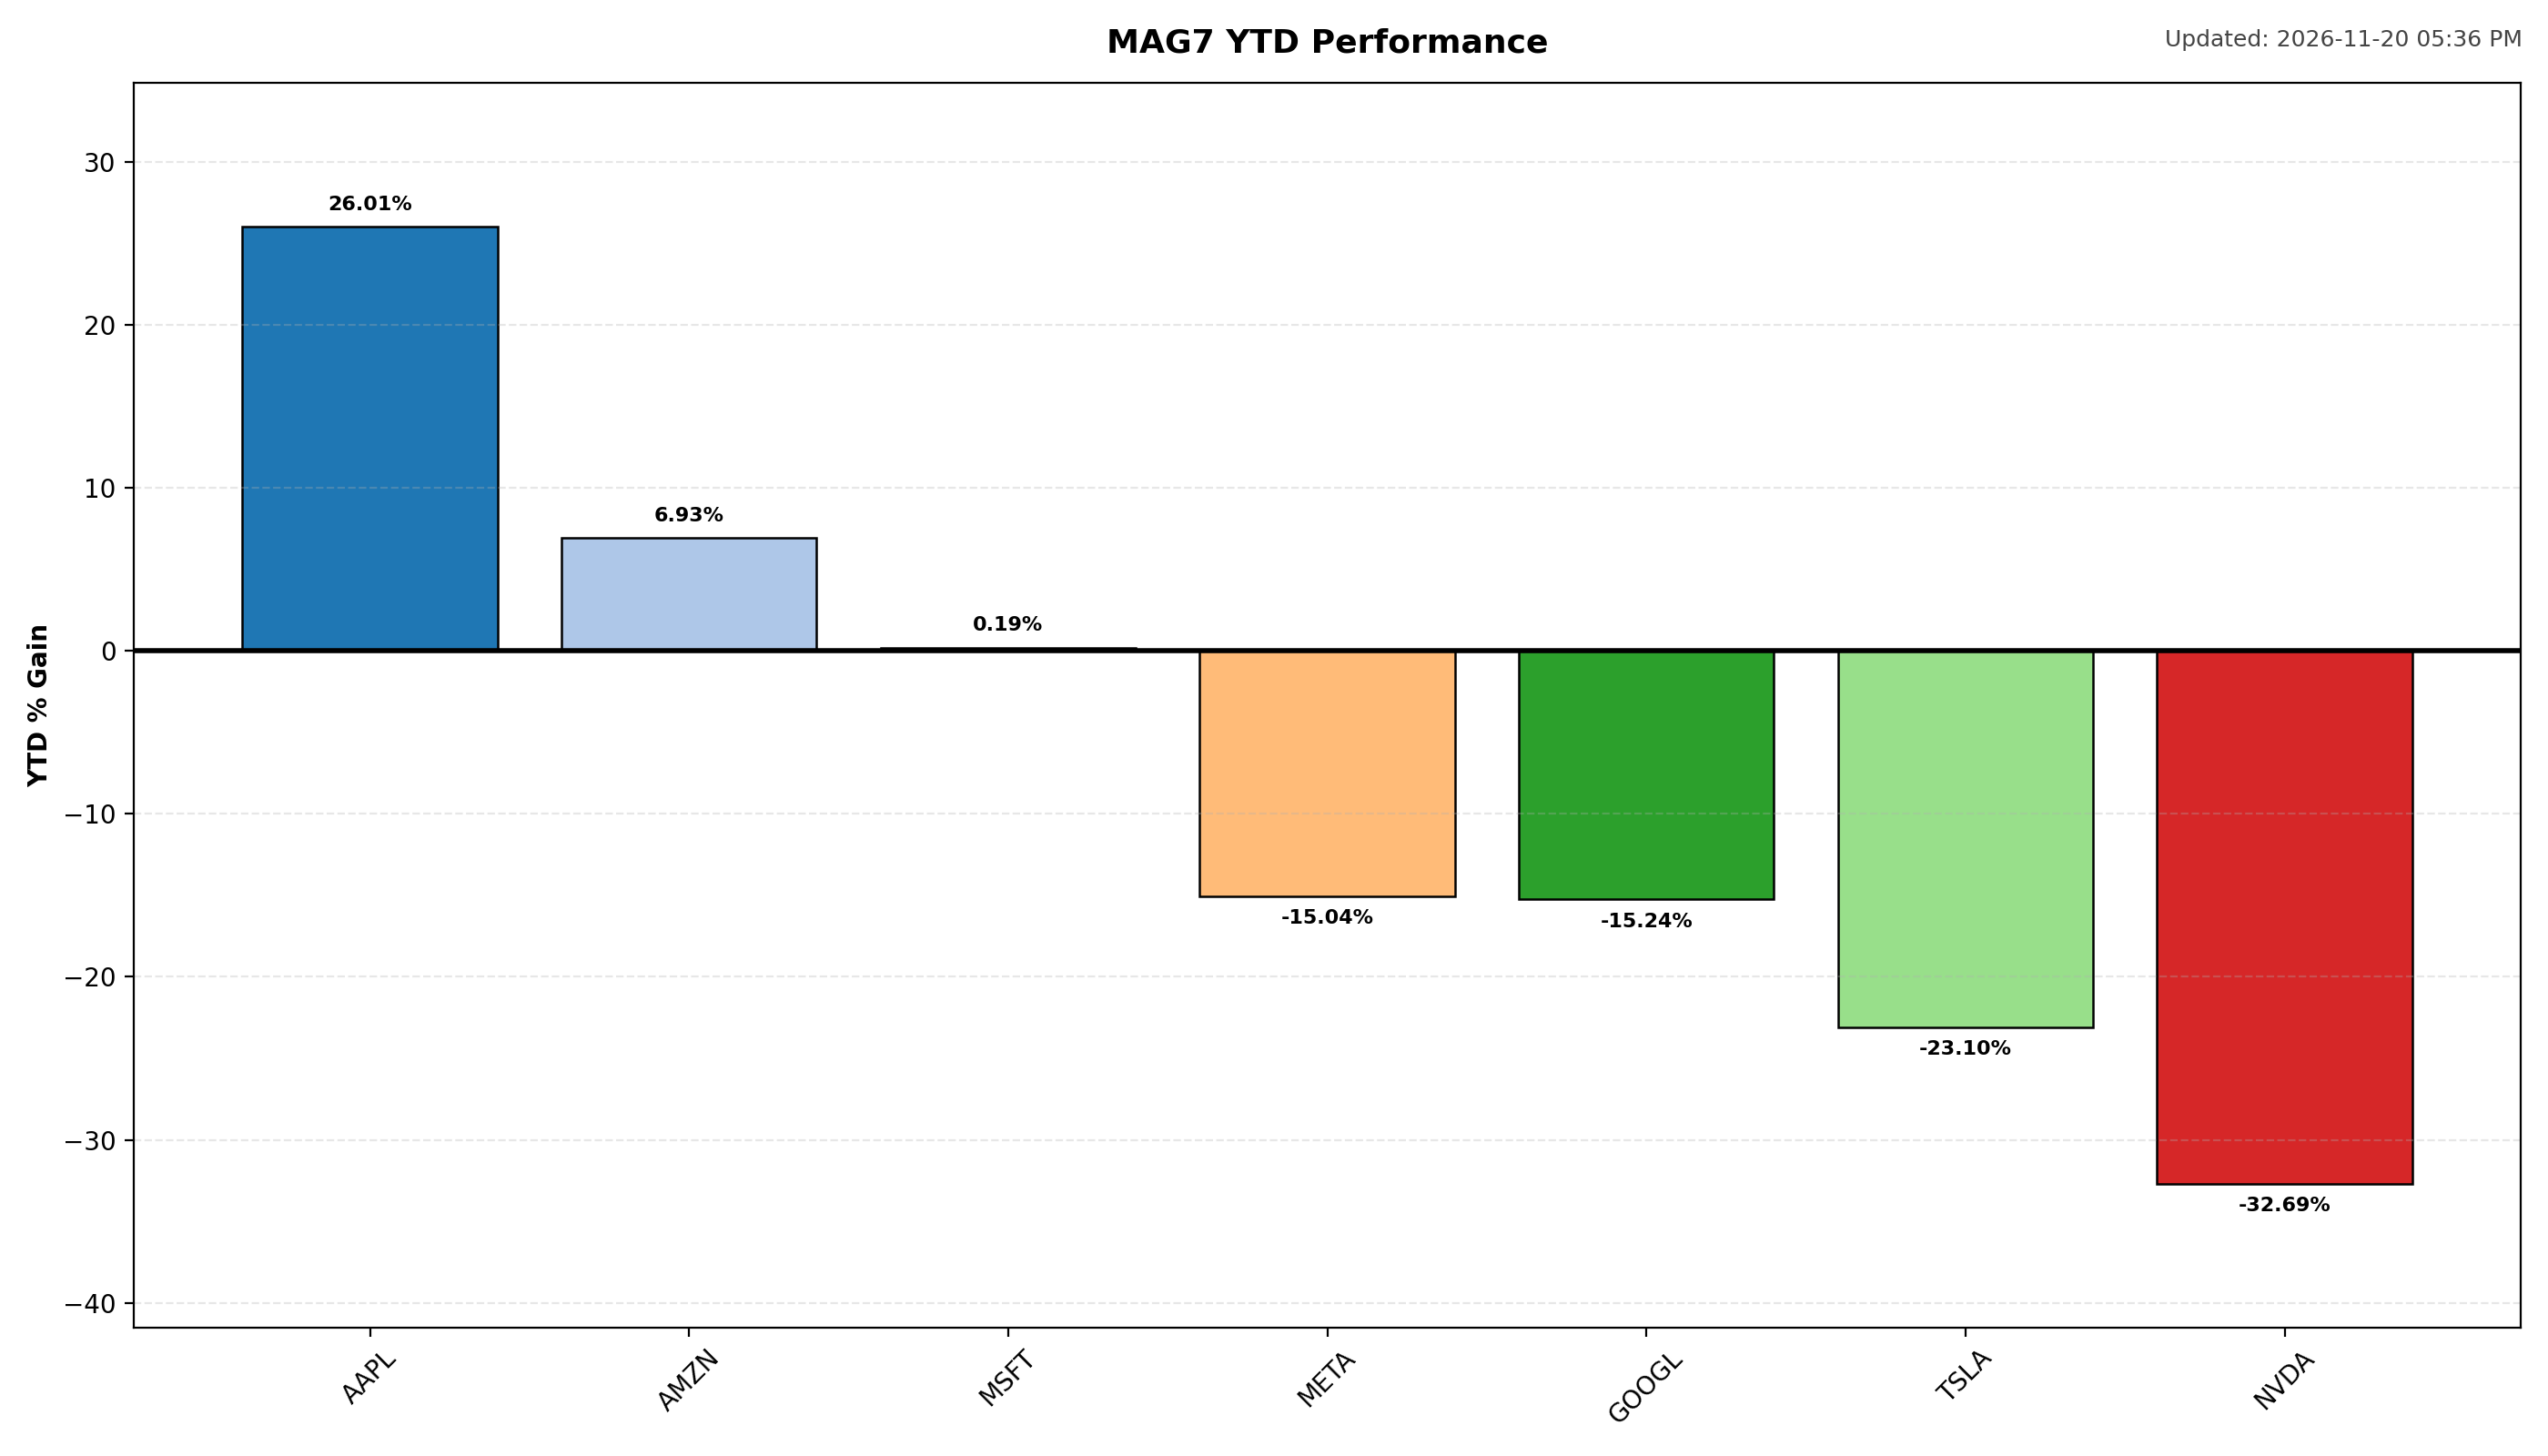 MAG7 YTD Performance
Updated: 2026-11-20 05:36 PM
YTD % Gain
30
20
10
0
−10
−20
−30
−40
26.01%
6.93%
0.19%
-15.04%
-15.24%
-23.10%
-32.69%
AAPL
AMZN
MSFT
META
GOOGL
TSLA
NVDA